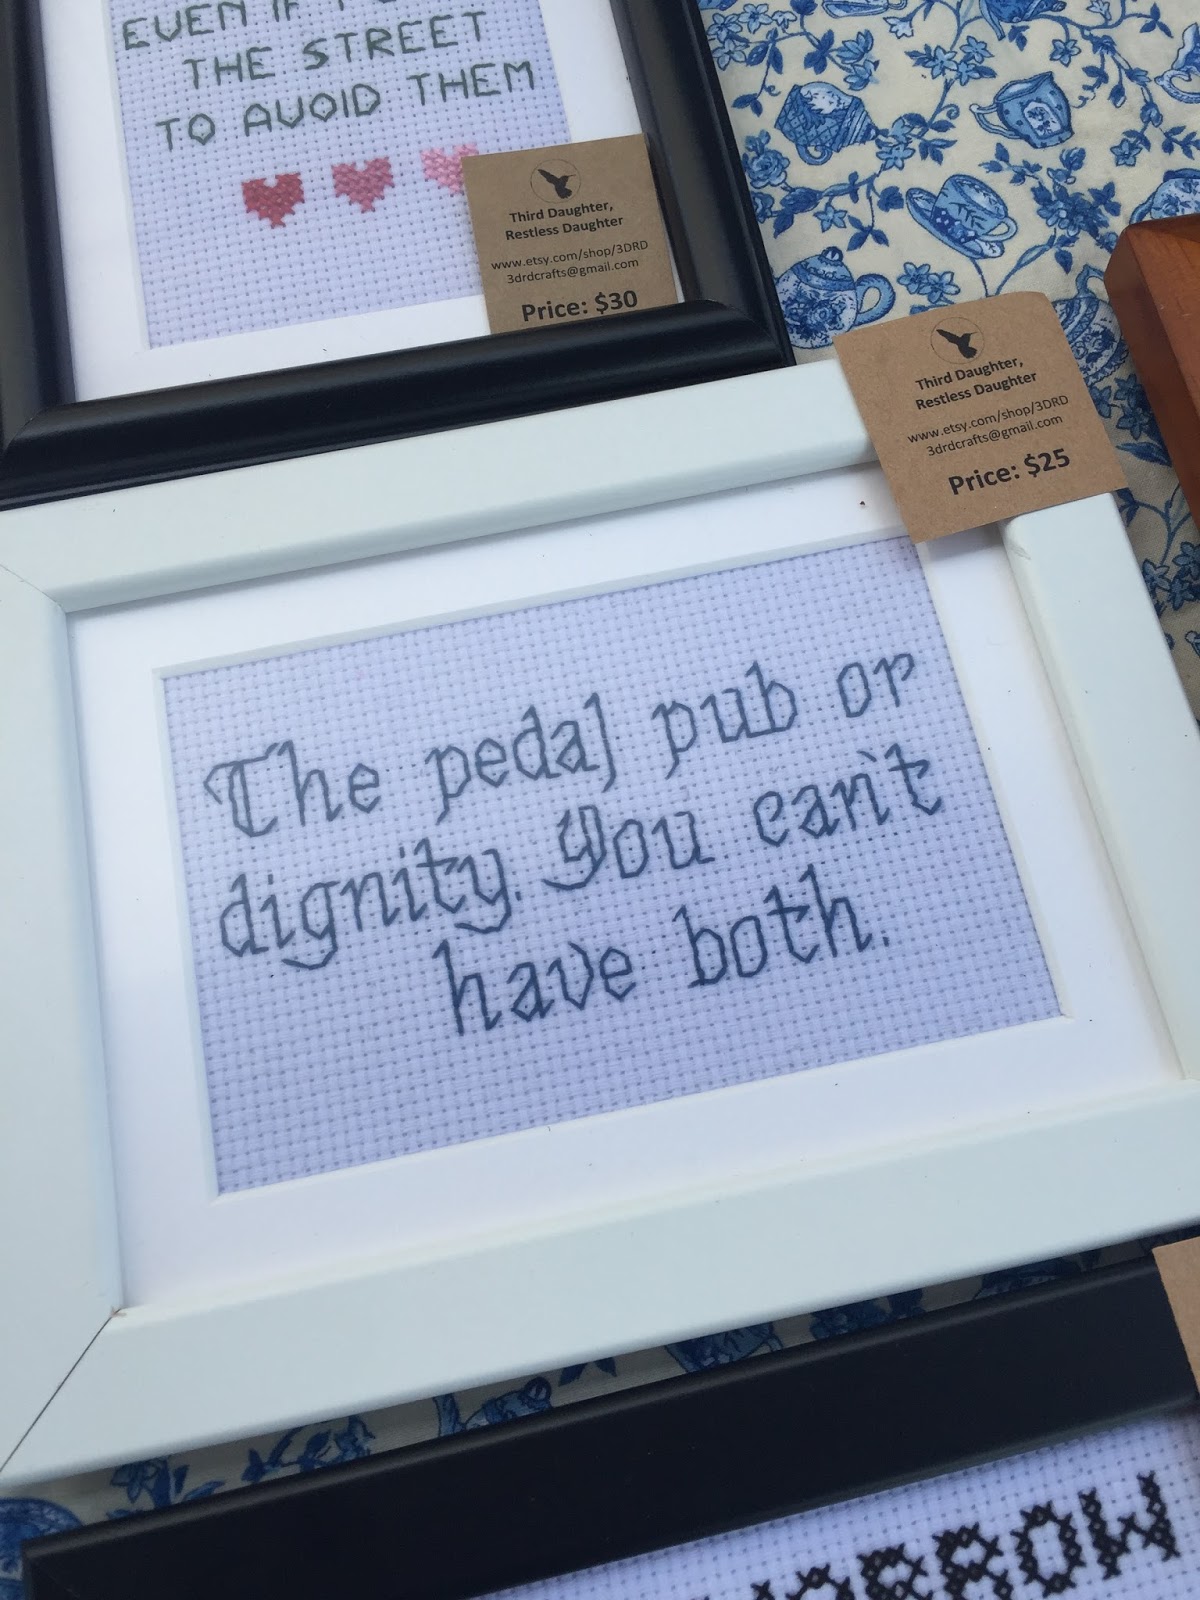 EVEN IF
THE STREET
TO AVOID THEM
Third Daughter,
Restless Daughter
www.etsy.com/shop/3DRD
3drdcrafts@gmail.com
Price: $30
Third Daughter,
Restless Daughter
www.etsy.com/shop/3DRD
3drdcrafts@gmail.com
Price: $25
The pedal pub or
dignity. You can't
have both.